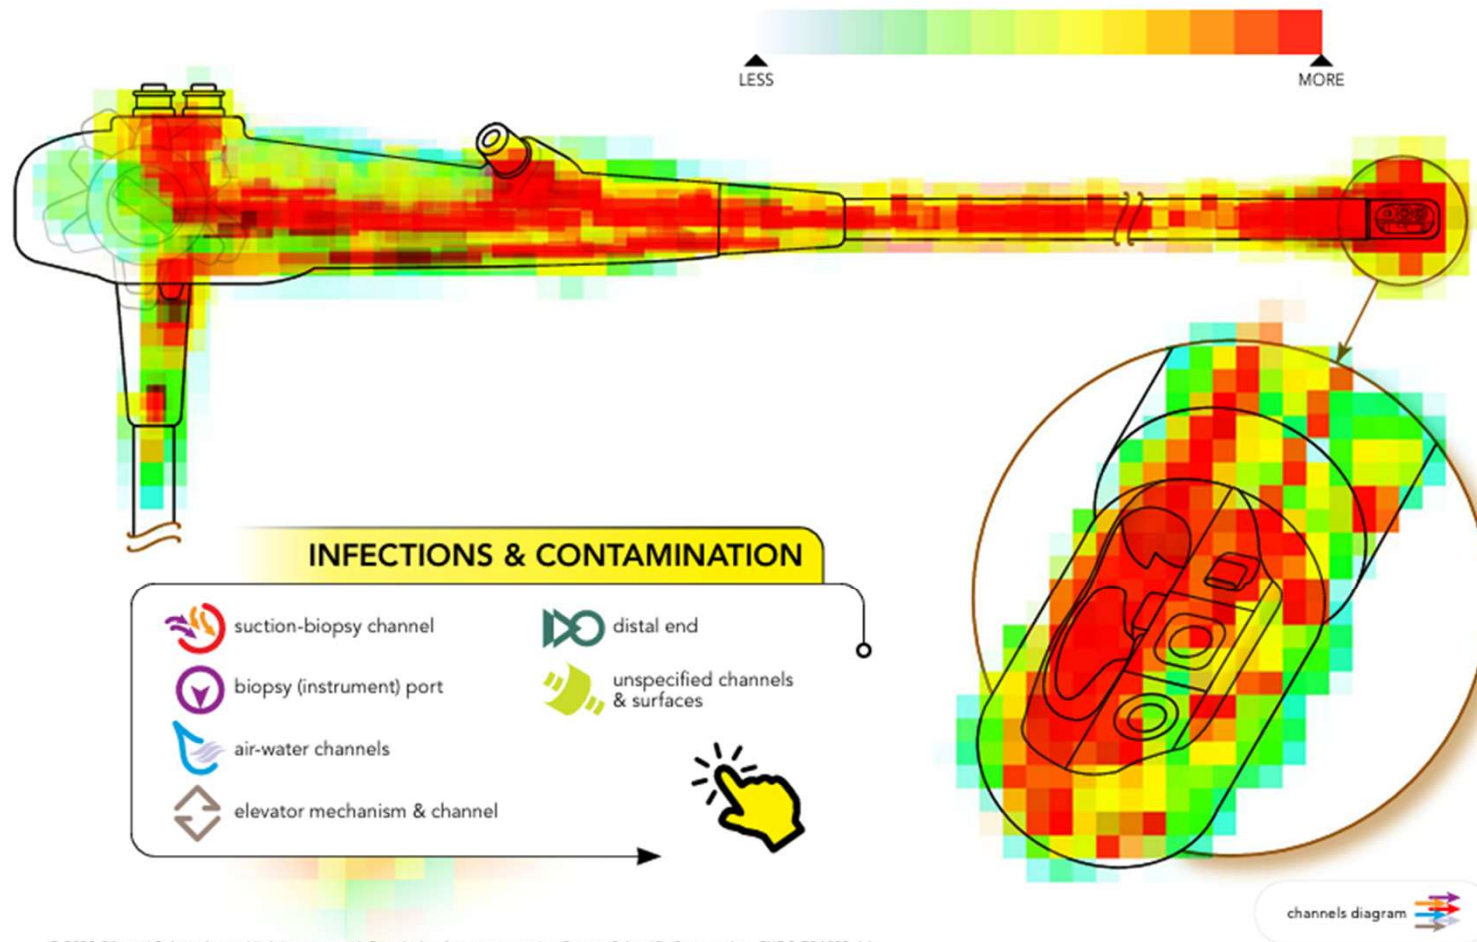 LESS
MORE
INFECTIONS & CONTAMINATION
suction-biopsy channel
biopsy (instrument) port
air-water channels
elevator mechanism & channel
distal end
unspecified channels
& surfaces
channels diagram